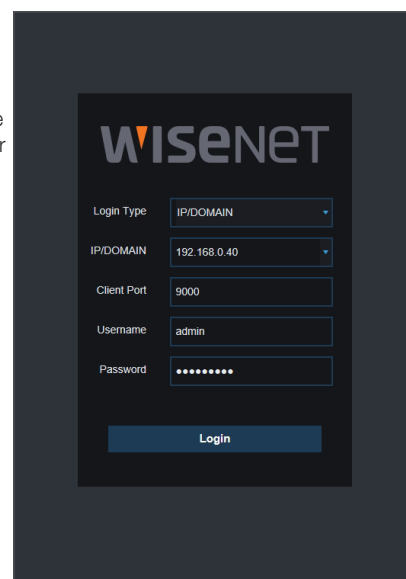 e
r
WISENET
Login Type IP/DOMAIN
IP/DOMAIN 192.168.0.40
Client Port 9000
Username admin
Password •••••••••
Login